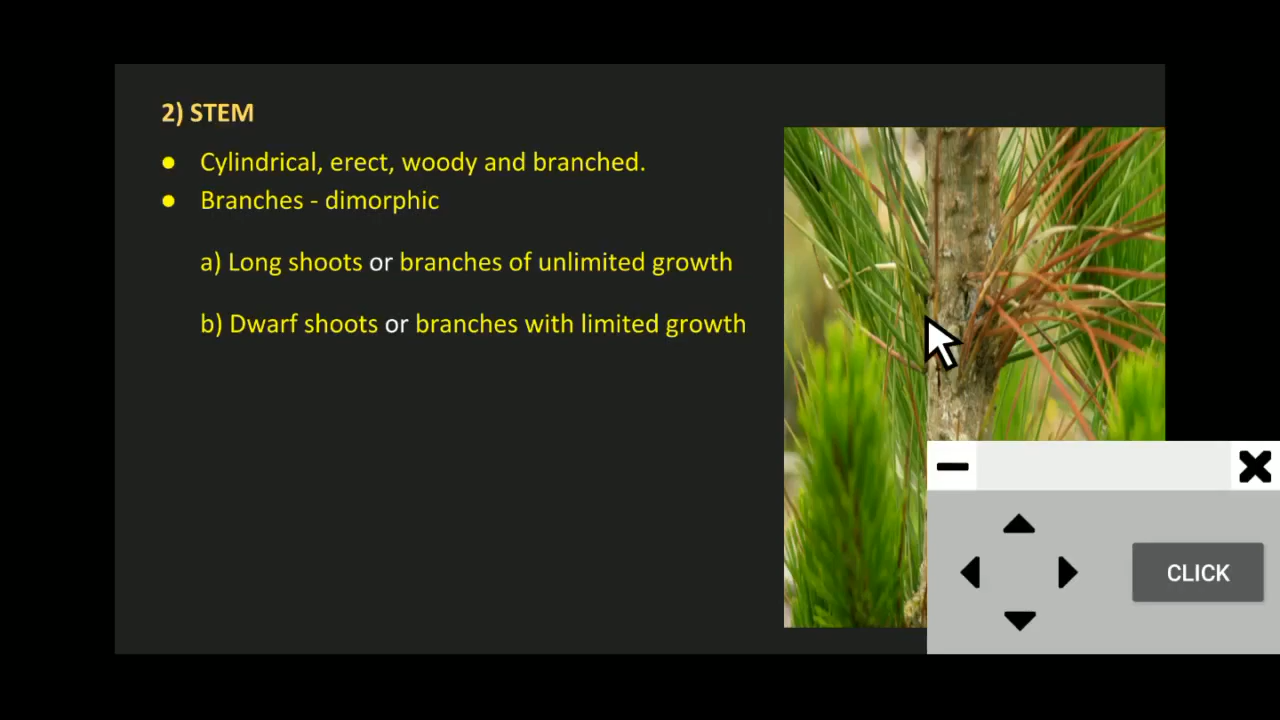 2) STEM
● Cylindrical, erect, woody and branched.
● Branches - dimorphic
a) Long shoots or branches of unlimited growth
b) Dwarf shoots or branches with limited growth
CLICK